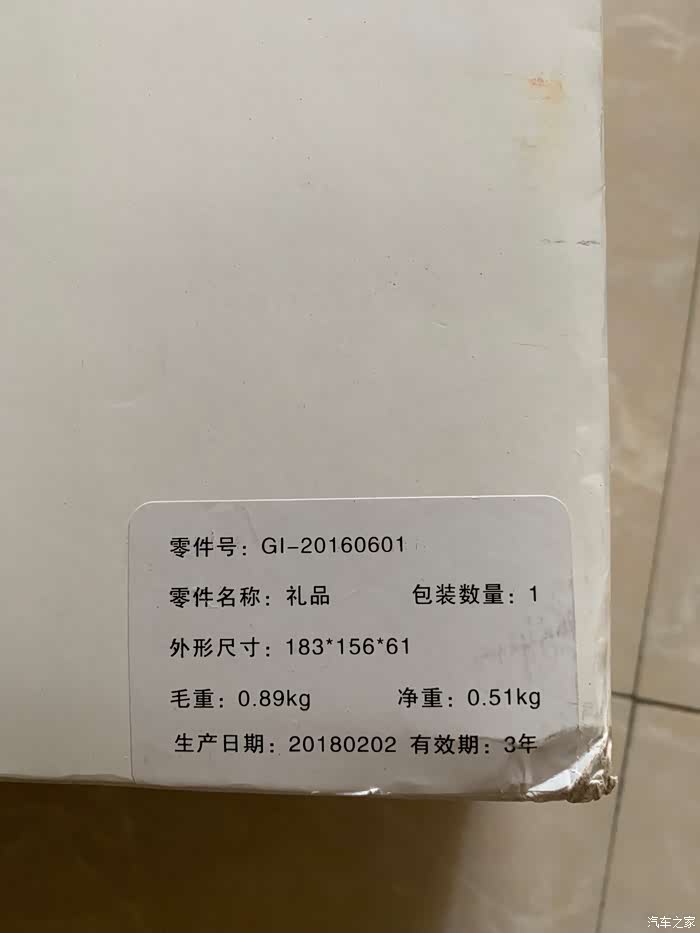 零件号：GI-20160601
零件名称：礼品 包装数量：1
外形尺寸：183*156*61
毛重：0.89kg 净重：0.51kg
生产日期：20180202 有效期：3年
汽车之家